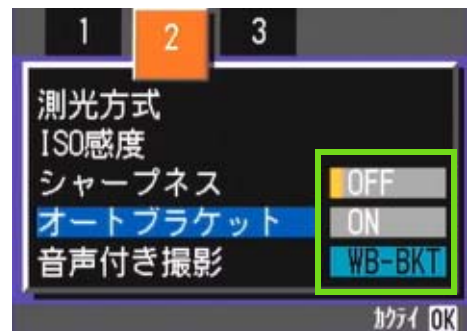 1 2 3
測光方式
ISO感度
シャープネス OFF
オートブラケット ON
音声付き撮影 WB-BKT
カクテイ OK